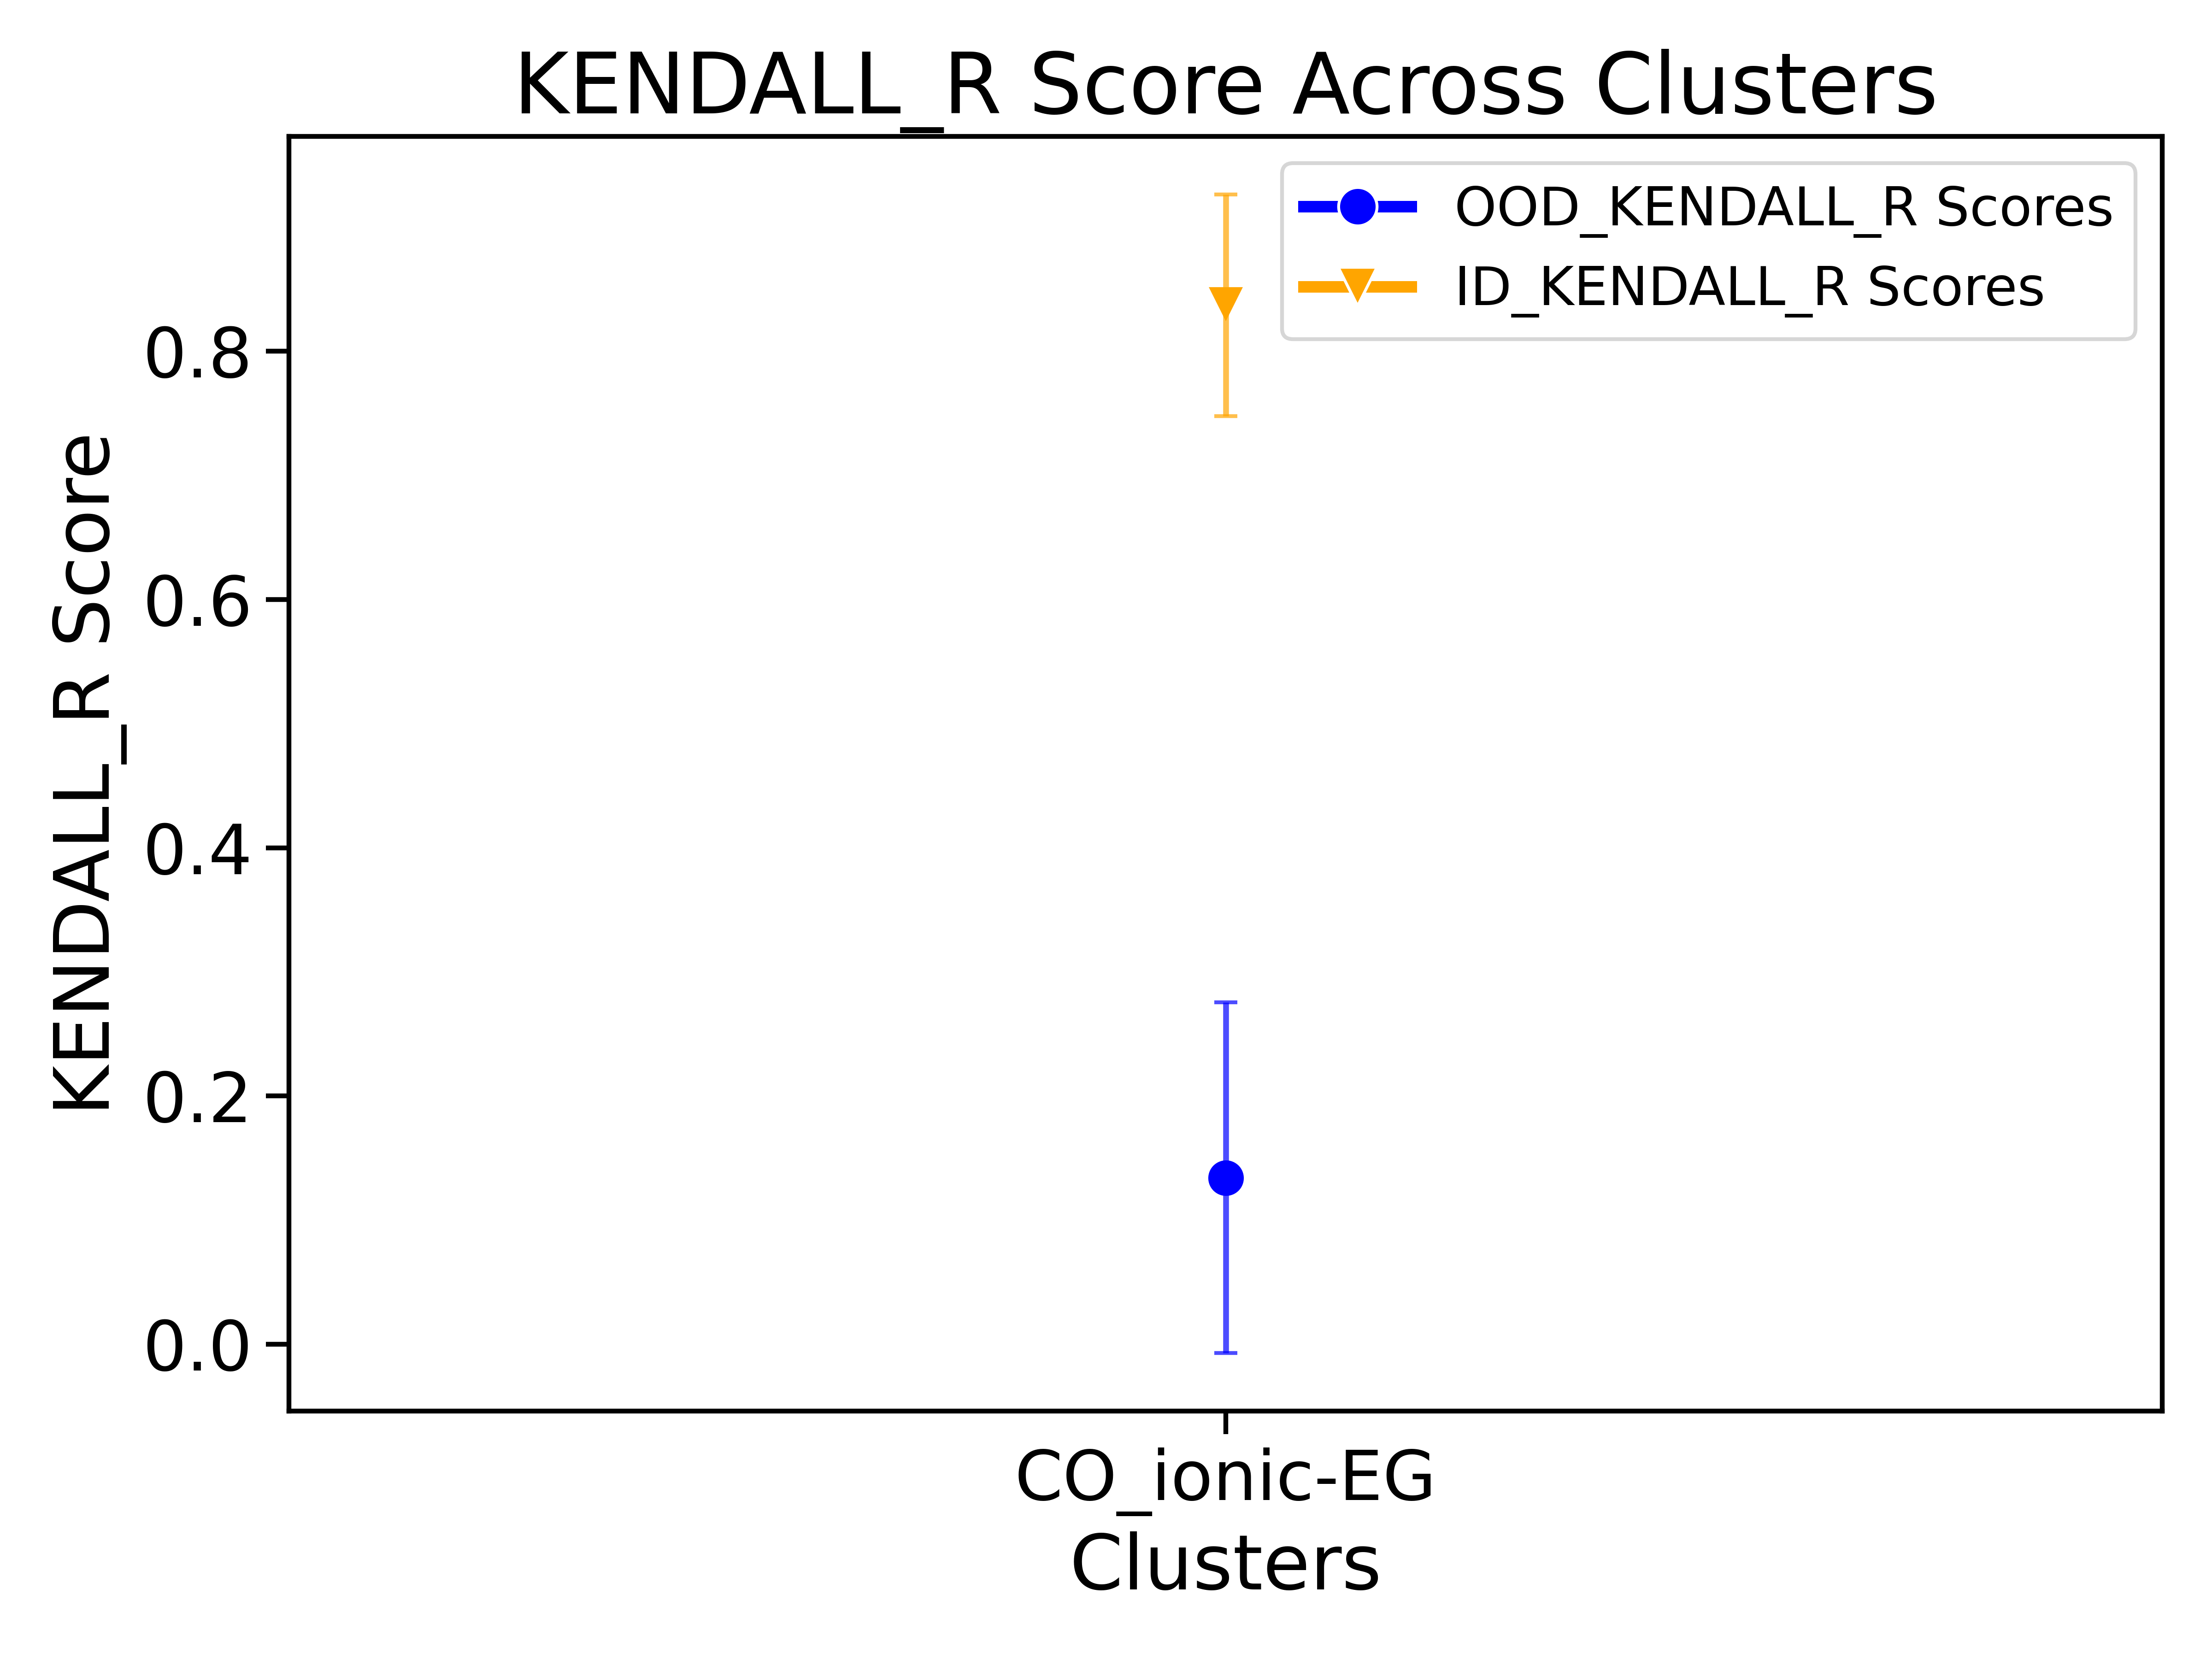 KENDALL_R Score Across Clusters
OOD_KENDALL_R Scores
ID_KENDALL_R Scores
KENDALL_R Score
0.8
0.6
0.4
0.2
0.0
CO_ionic-EG
Clusters